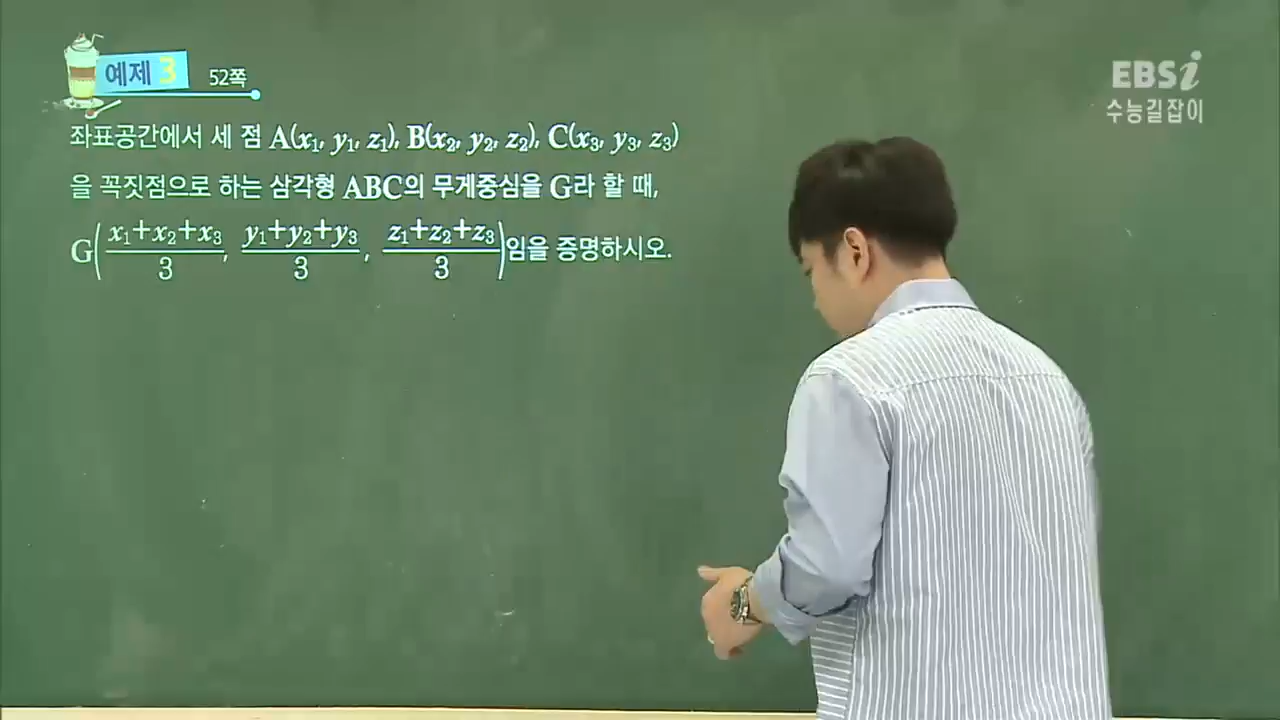 예제 3 52쪽
EBSi
수능길잡이
좌표공간에서 세 점 A(x₁, y₁, z₁), B(x₂, y₂, z₂), C(x₃, y₃, z₃)
을 꼭짓점으로 하는 삼각형 ABC의 무게중심을 G라 할 때,
G((x₁+x₂+x₃)/3, (y₁+y₂+y₃)/3, (z₁+z₂+z₃)/3)임을 증명하시오.